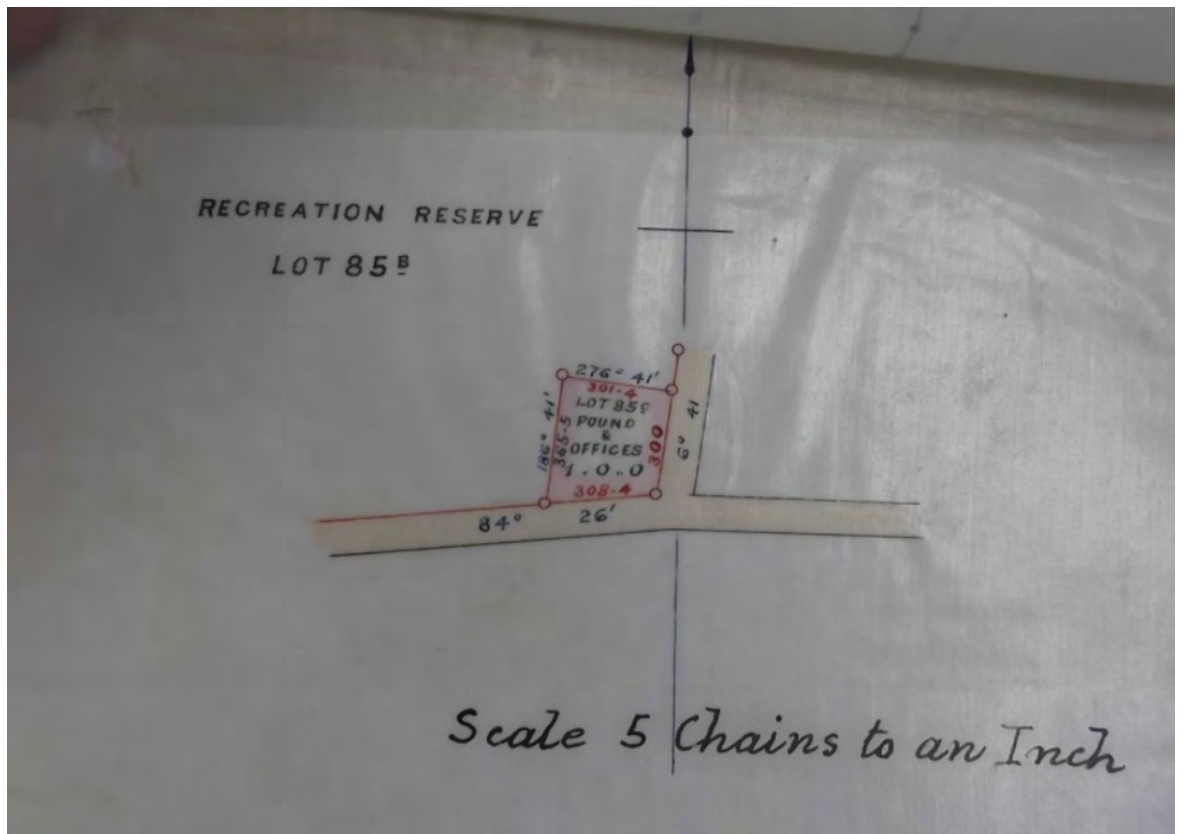 RECREATION RESERVE
LOT 85ᴮ
276° 41'
301·4
LOT 85ᶜ
POUND
&
OFFICES
1.0.0
186° 41'
365·5
300
6° 41
308·4
84° 26'
Scale 5 Chains to an Inch